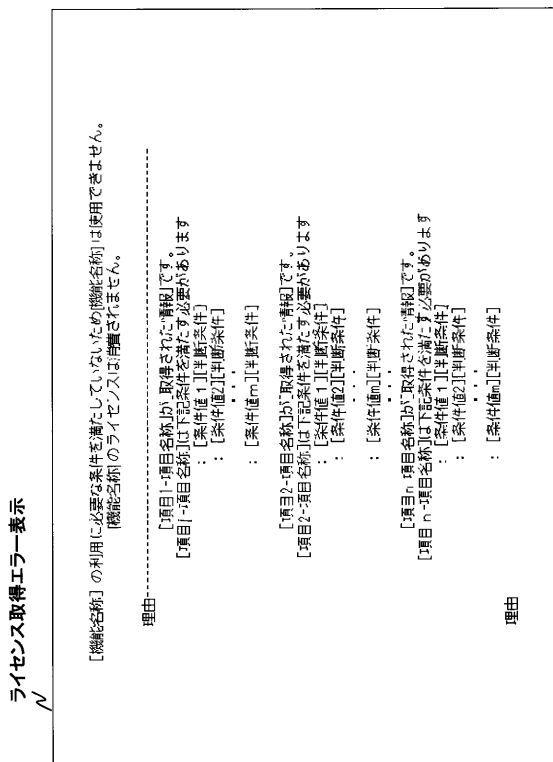 ライセンス取得エラー表示
[機能名称] の利用に必要な条件を満たしていないため[機能名称]は使用できません。
[機能名称]のライセンスは消費されません。
理由----------------------------------------
[項目1-項目名称]が[取得された情報]です。
[項目1-項目名称]は下記条件を満たす必要があります
: [条件値1][判断条件]
: [条件値2][判断条件]
・・・
: [条件値m][判断条件]
[項目2-項目名称]が[取得された情報]です。
[項目2-項目名称]は下記条件を満たす必要があります
: [条件値1][判断条件]
: [条件値2][判断条件]
・・・
: [条件値m][判断条件]
・・・
[項目n-項目名称]が[取得された情報]です。
[項目n-項目名称]は下記条件を満たす必要があります
: [条件値1][判断条件]
: [条件値2][判断条件]
・・・
: [条件値m][判断条件]
理由